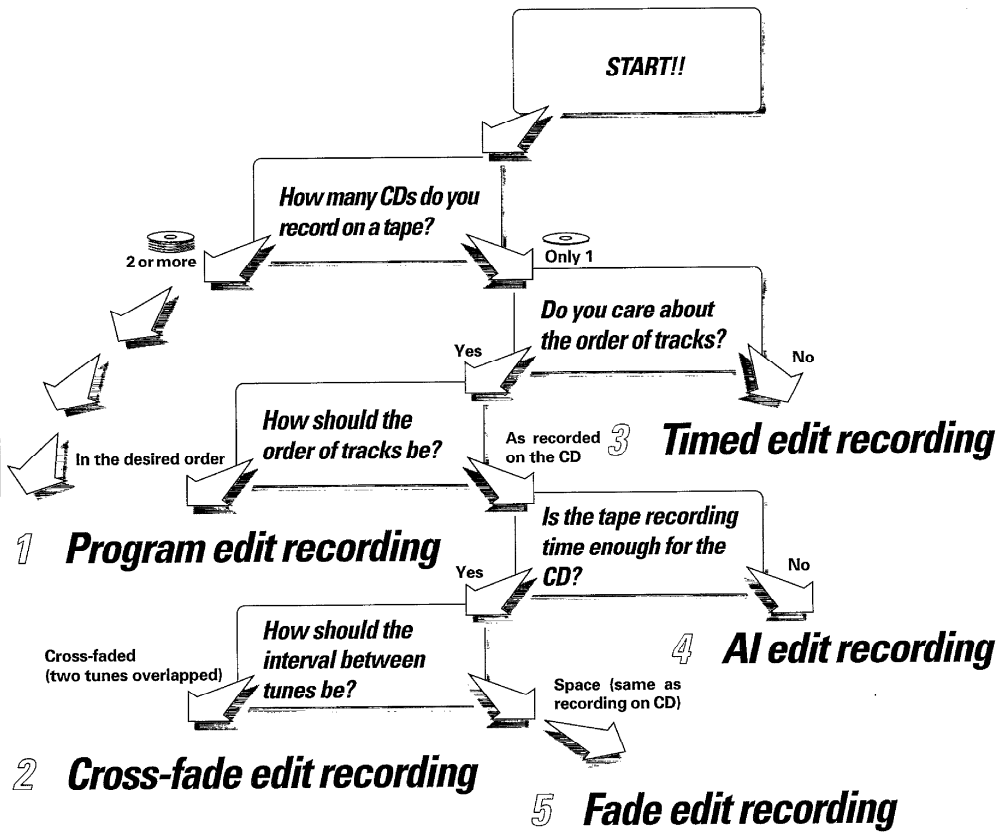 START!!
How many CDs do you
record on a tape?
2 or more
Only 1
Do you care about
the order of tracks?
Yes
No
How should the
order of tracks be?
As recorded
on the CD
3 Timed edit recording
In the desired order
1 Program edit recording
Is the tape recording
time enough for the
CD?
Yes
No
How should the
interval between
tunes be?
4 AI edit recording
Cross-faded
(two tunes overlapped)
Space (same as
recording on CD)
2 Cross-fade edit recording
5 Fade edit recording